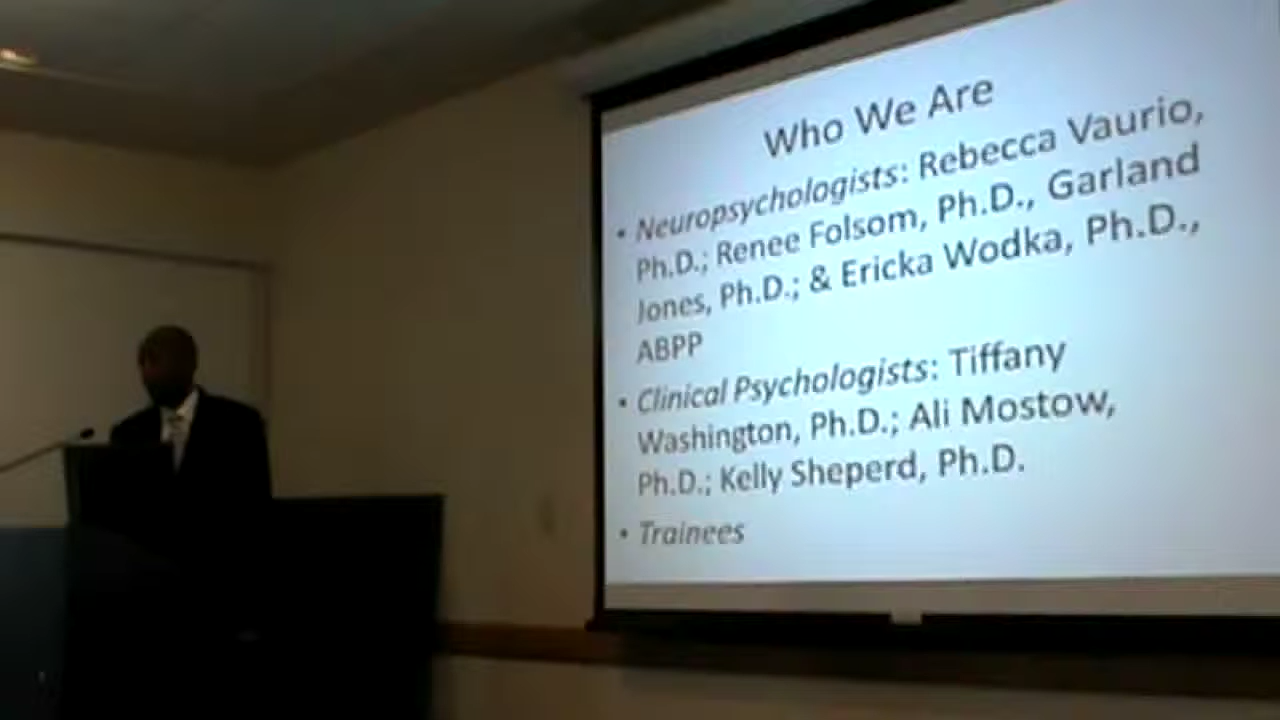 Who We Are
• Neuropsychologists: Rebecca Vaurio,
Ph.D.; Renee Folsom, Ph.D., Garland
Jones, Ph.D.; & Ericka Wodka, Ph.D.,
ABPP
• Clinical Psychologists: Tiffany
Washington, Ph.D.; Ali Mostow,
Ph.D.; Kelly Sheperd, Ph.D.
• Trainees